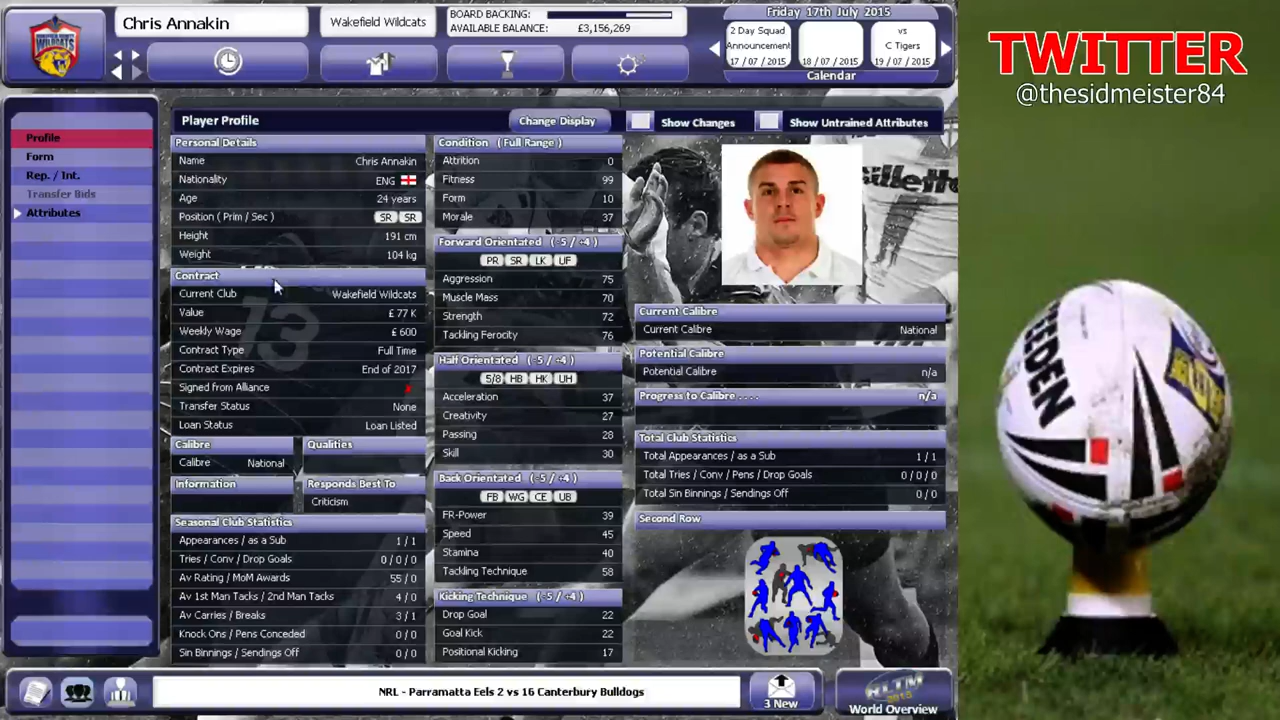 Chris Annakin
Wakefield Wildcats
BOARD BACKING:
AVAILABLE BALANCE: £3,156,269
Friday 17th July 2015
2 Day Squad
Announcement
17 / 07 / 2015
18 / 07 / 2015
vs
C Tigers
19 / 07 / 2015
Calendar
TWITTER
@thesidmeister84
Profile
Form
Rep. / Int.
Transfer Bids
Attributes
Player Profile
Change Display
Show Changes
Show Untrained Attributes
Personal Details
Name Chris Annakin
Nationality ENG
Age 24 years
Position ( Prim / Sec ) SR SR
Height 191 cm
Weight 104 kg
Contract
Current Club Wakefield Wildcats
Value £ 77 K
Weekly Wage £ 600
Contract Type Full Time
Contract Expires End of 2017
Signed from Alliance
Transfer Status None
Loan Status Loan Listed
Calibre
Calibre National
Qualities
Information
Responds Best To
Criticism
Seasonal Club Statistics
Appearances / as a Sub 1 / 1
Tries / Conv / Drop Goals 0 / 0 / 0
Av Rating / MoM Awards 55 / 0
Av 1st Man Tacks / 2nd Man Tacks 4 / 0
Av Carries / Breaks 3 / 1
Knock Ons / Pens Conceded 0 / 0
Sin Binnings / Sendings Off 0 / 0
Condition ( Full Range )
Attrition 0
Fitness 99
Form 10
Morale 37
Forward Orientated (-5 / +4 )
PR SR LK UF
Aggression 75
Muscle Mass 70
Strength 72
Tackling Ferocity 76
Half Orientated (-5 / +4 )
5/8 HB HK UH
Acceleration 37
Creativity 27
Passing 28
Skill 30
Back Orientated (-5 / +4 )
FB WG CE UB
FR-Power 39
Speed 45
Stamina 40
Tackling Technique 58
Kicking Technique (-5 / +4 )
Drop Goal 22
Goal Kick 22
Positional Kicking 17
Current Calibre
Current Calibre National
Potential Calibre
Potential Calibre n/a
Progress to Calibre . . . . n/a
Total Club Statistics
Total Appearances / as a Sub 1 / 1
Total Tries / Conv / Pens / Drop Goals 0 / 0 / 0
Total Sin Binnings / Sendings Off 0 / 0
Second Row
13
NRL - Parramatta Eels 2 vs 16 Canterbury Bulldogs
3 New
RLTM
2015
World Overview